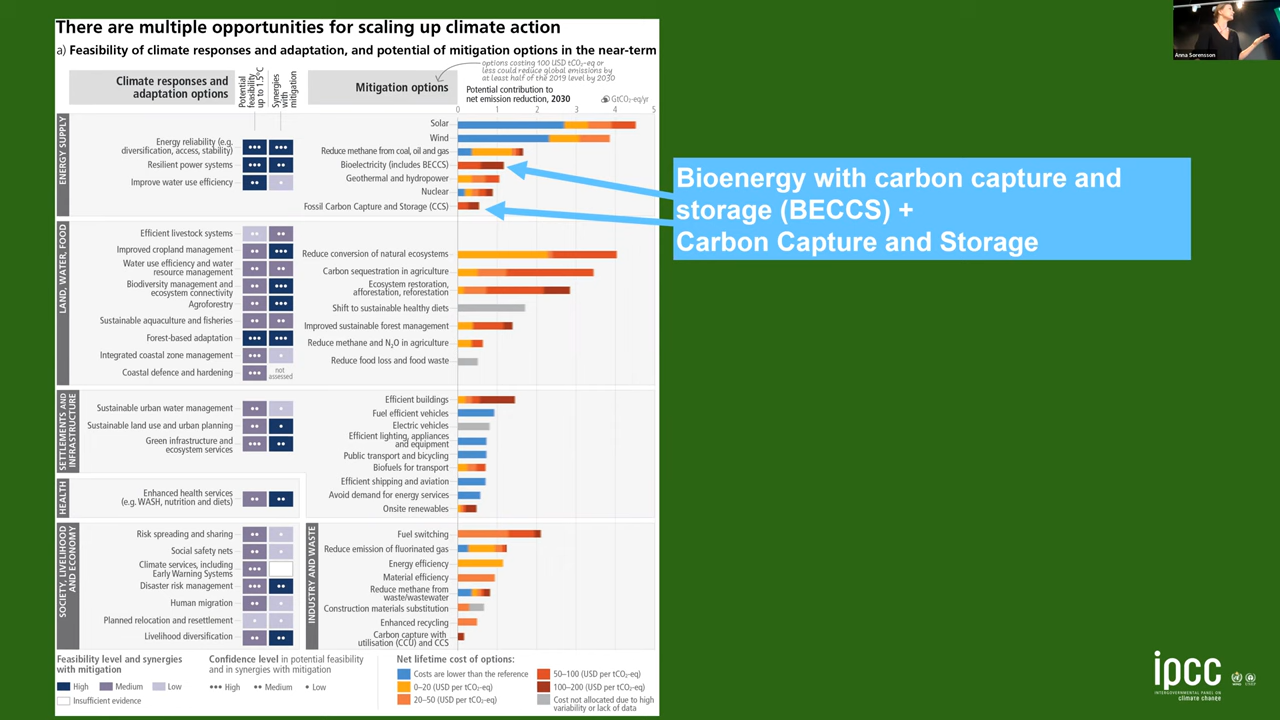 There are multiple opportunities for scaling up climate action
a) Feasibility of climate responses and adaptation, and potential of mitigation options in the near-term
options costing 100 USD tCO₂-eq or
less could reduce global emissions by
at least half of the 2019 level by 2030
Climate responses and
adaptation options
Potential
feasibility
up to 1.5°C
Synergies
with
mitigation
Mitigation options
Potential contribution to
net emission reduction, 2030
GtCO₂-eq/yr
0 1 2 3 4 5
ENERGY SUPPLY
Energy reliability (e.g.
diversification, access, stability)
Resilient power systems
Improve water use efficiency
Solar
Wind
Reduce methane from coal, oil and gas
Bioelectricity (includes BECCS)
Geothermal and hydropower
Nuclear
Fossil Carbon Capture and Storage (CCS)
LAND, WATER, FOOD
Efficient livestock systems
Improved cropland management
Water use efficiency and water
resource management
Biodiversity management and
ecosystem connectivity
Agroforestry
Sustainable aquaculture and fisheries
Forest-based adaptation
Integrated coastal zone management
Coastal defence and hardening
not
assessed
Reduce conversion of natural ecosystems
Carbon sequestration in agriculture
Ecosystem restoration,
afforestation, reforestation
Shift to sustainable healthy diets
Improved sustainable forest management
Reduce methane and N₂O in agriculture
Reduce food loss and food waste
SETTLEMENTS AND
INFRASTRUCTURE
Sustainable urban water management
Sustainable land use and urban planning
Green infrastructure and
ecosystem services
Efficient buildings
Fuel efficient vehicles
Electric vehicles
Efficient lighting, appliances
and equipment
Public transport and bicycling
Biofuels for transport
Efficient shipping and aviation
Avoid demand for energy services
Onsite renewables
HEALTH
Enhanced health services
(e.g. WASH, nutrition and diets)
SOCIETY, LIVELIHOOD
AND ECONOMY
Risk spreading and sharing
Social safety nets
Climate services, including
Early Warning Systems
Disaster risk management
Human migration
Planned relocation and resettlement
Livelihood diversification
INDUSTRY AND WASTE
Fuel switching
Reduce emission of fluorinated gas
Energy efficiency
Material efficiency
Reduce methane from
waste/wastewater
Construction materials substitution
Enhanced recycling
Carbon capture with
utilisation (CCU) and CCS
Feasibility level and synergies
with mitigation
High Medium Low
Insufficient evidence
Confidence level in potential feasibility
and in synergies with mitigation
••• High •• Medium • Low
Net lifetime cost of options:
Costs are lower than the reference
0–20 (USD per tCO₂-eq)
20–50 (USD per tCO₂-eq)
50–100 (USD per tCO₂-eq)
100–200 (USD per tCO₂-eq)
Cost not allocated due to high
variability or lack of data
Bioenergy with carbon capture and
storage (BECCS) +
Carbon Capture and Storage
Anna Sorensson
ipcc
INTERGOVERNMENTAL PANEL ON
climate change